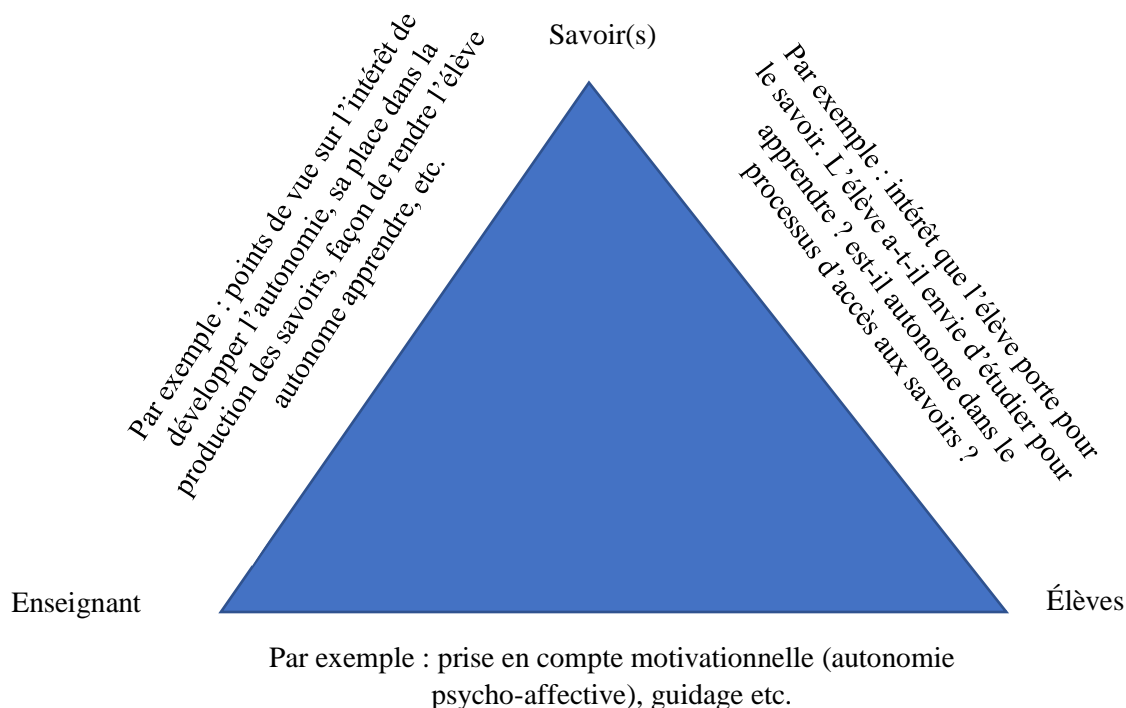 Savoir(s)
Par exemple : points de vue sur l’intérêt de
développer l’autonomie, sa place dans la
production des savoirs, façon de rendre l’élève
autonome apprendre, etc.
Par exemple : intérêt que l’élève porte pour
le savoir. L’élève a-t-il envie d’étudier pour
apprendre ? est-il autonome dans le
processus d’accès aux savoirs ?
Enseignant
Élèves
Par exemple : prise en compte motivationnelle (autonomie
psycho-affective), guidage etc.